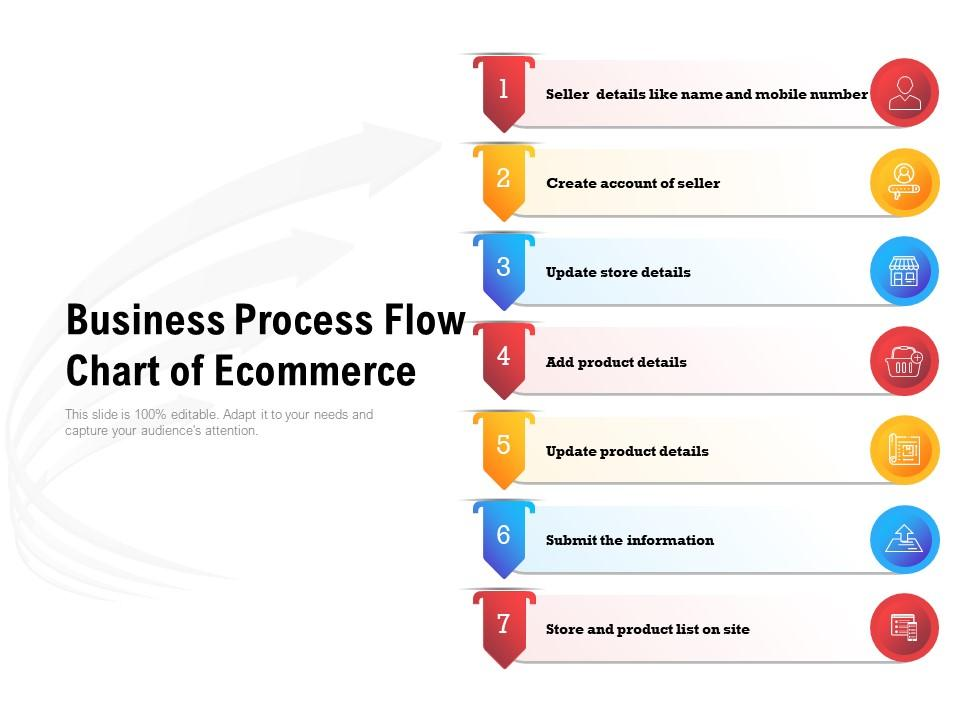 Business Process Flow
Chart of Ecommerce
This slide is 100% editable. Adapt it to your needs and
capture your audience's attention.
1
Seller details like name and mobile number
2
Create account of seller
3
Update store details
4
Add product details
5
Update product details
6
Submit the information
7
Store and product list on site